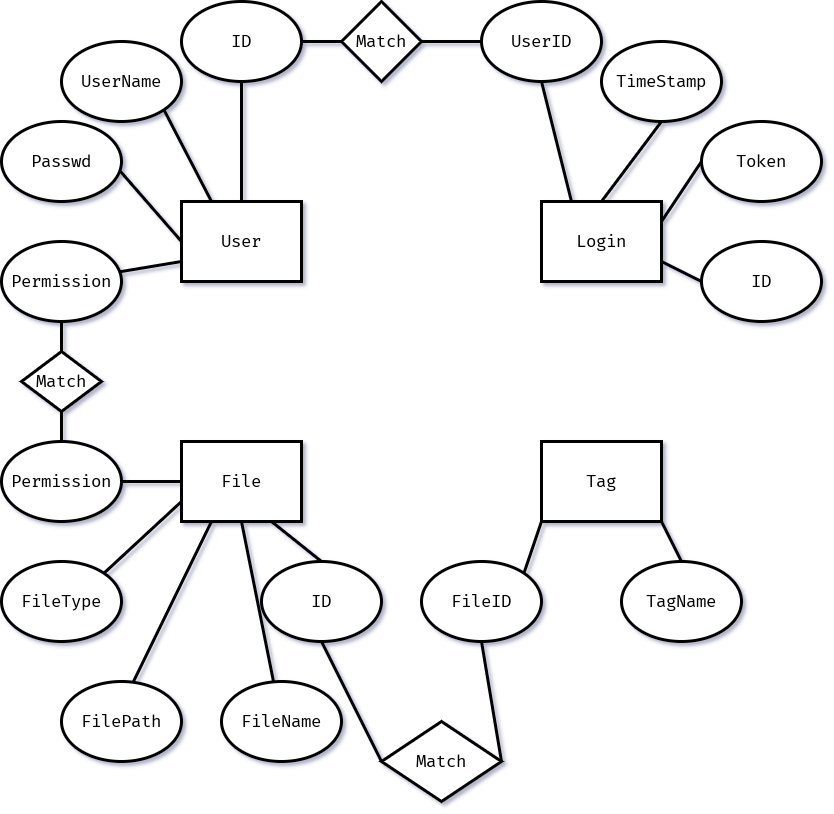 ID
Match
UserID
UserName
TimeStamp
Passwd
Token
User
Login
Permission
ID
Match
Permission
File
Tag
FileType
ID
FileID
TagName
FilePath
FileName
Match